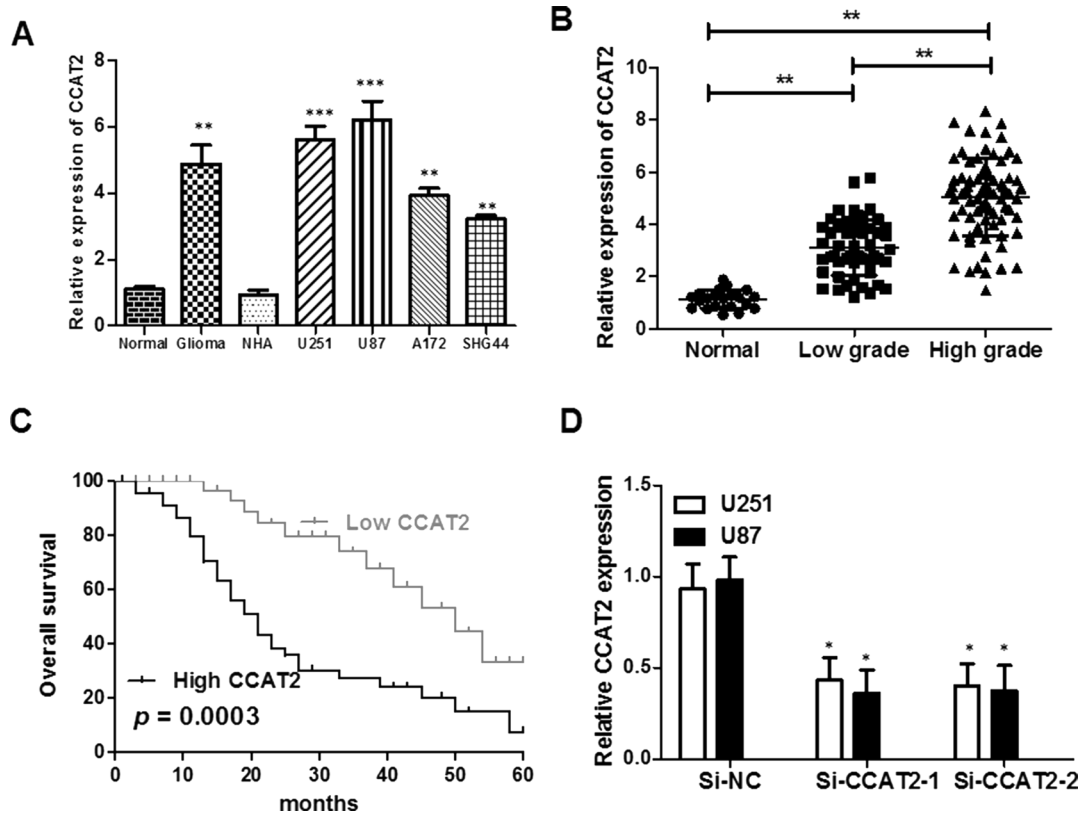 A
Relative expression of CCAT2
8
6
4
2
0
**
***
***
**
**
Normal Glioma NHA U251 U87 A172 SHG44
B
Relative expression of CCAT2
10
8
6
4
2
0
**
**
**
Normal Low grade High grade
C
Overall survival
100
80
60
40
20
0
Low CCAT2
High CCAT2
p = 0.0003
0 10 20 30 40 50 60
months
D
Relative CCAT2 expression
1.5
1.0
0.5
0.0
U251
U87
* * * *
Si-NC Si-CCAT2-1 Si-CCAT2-2